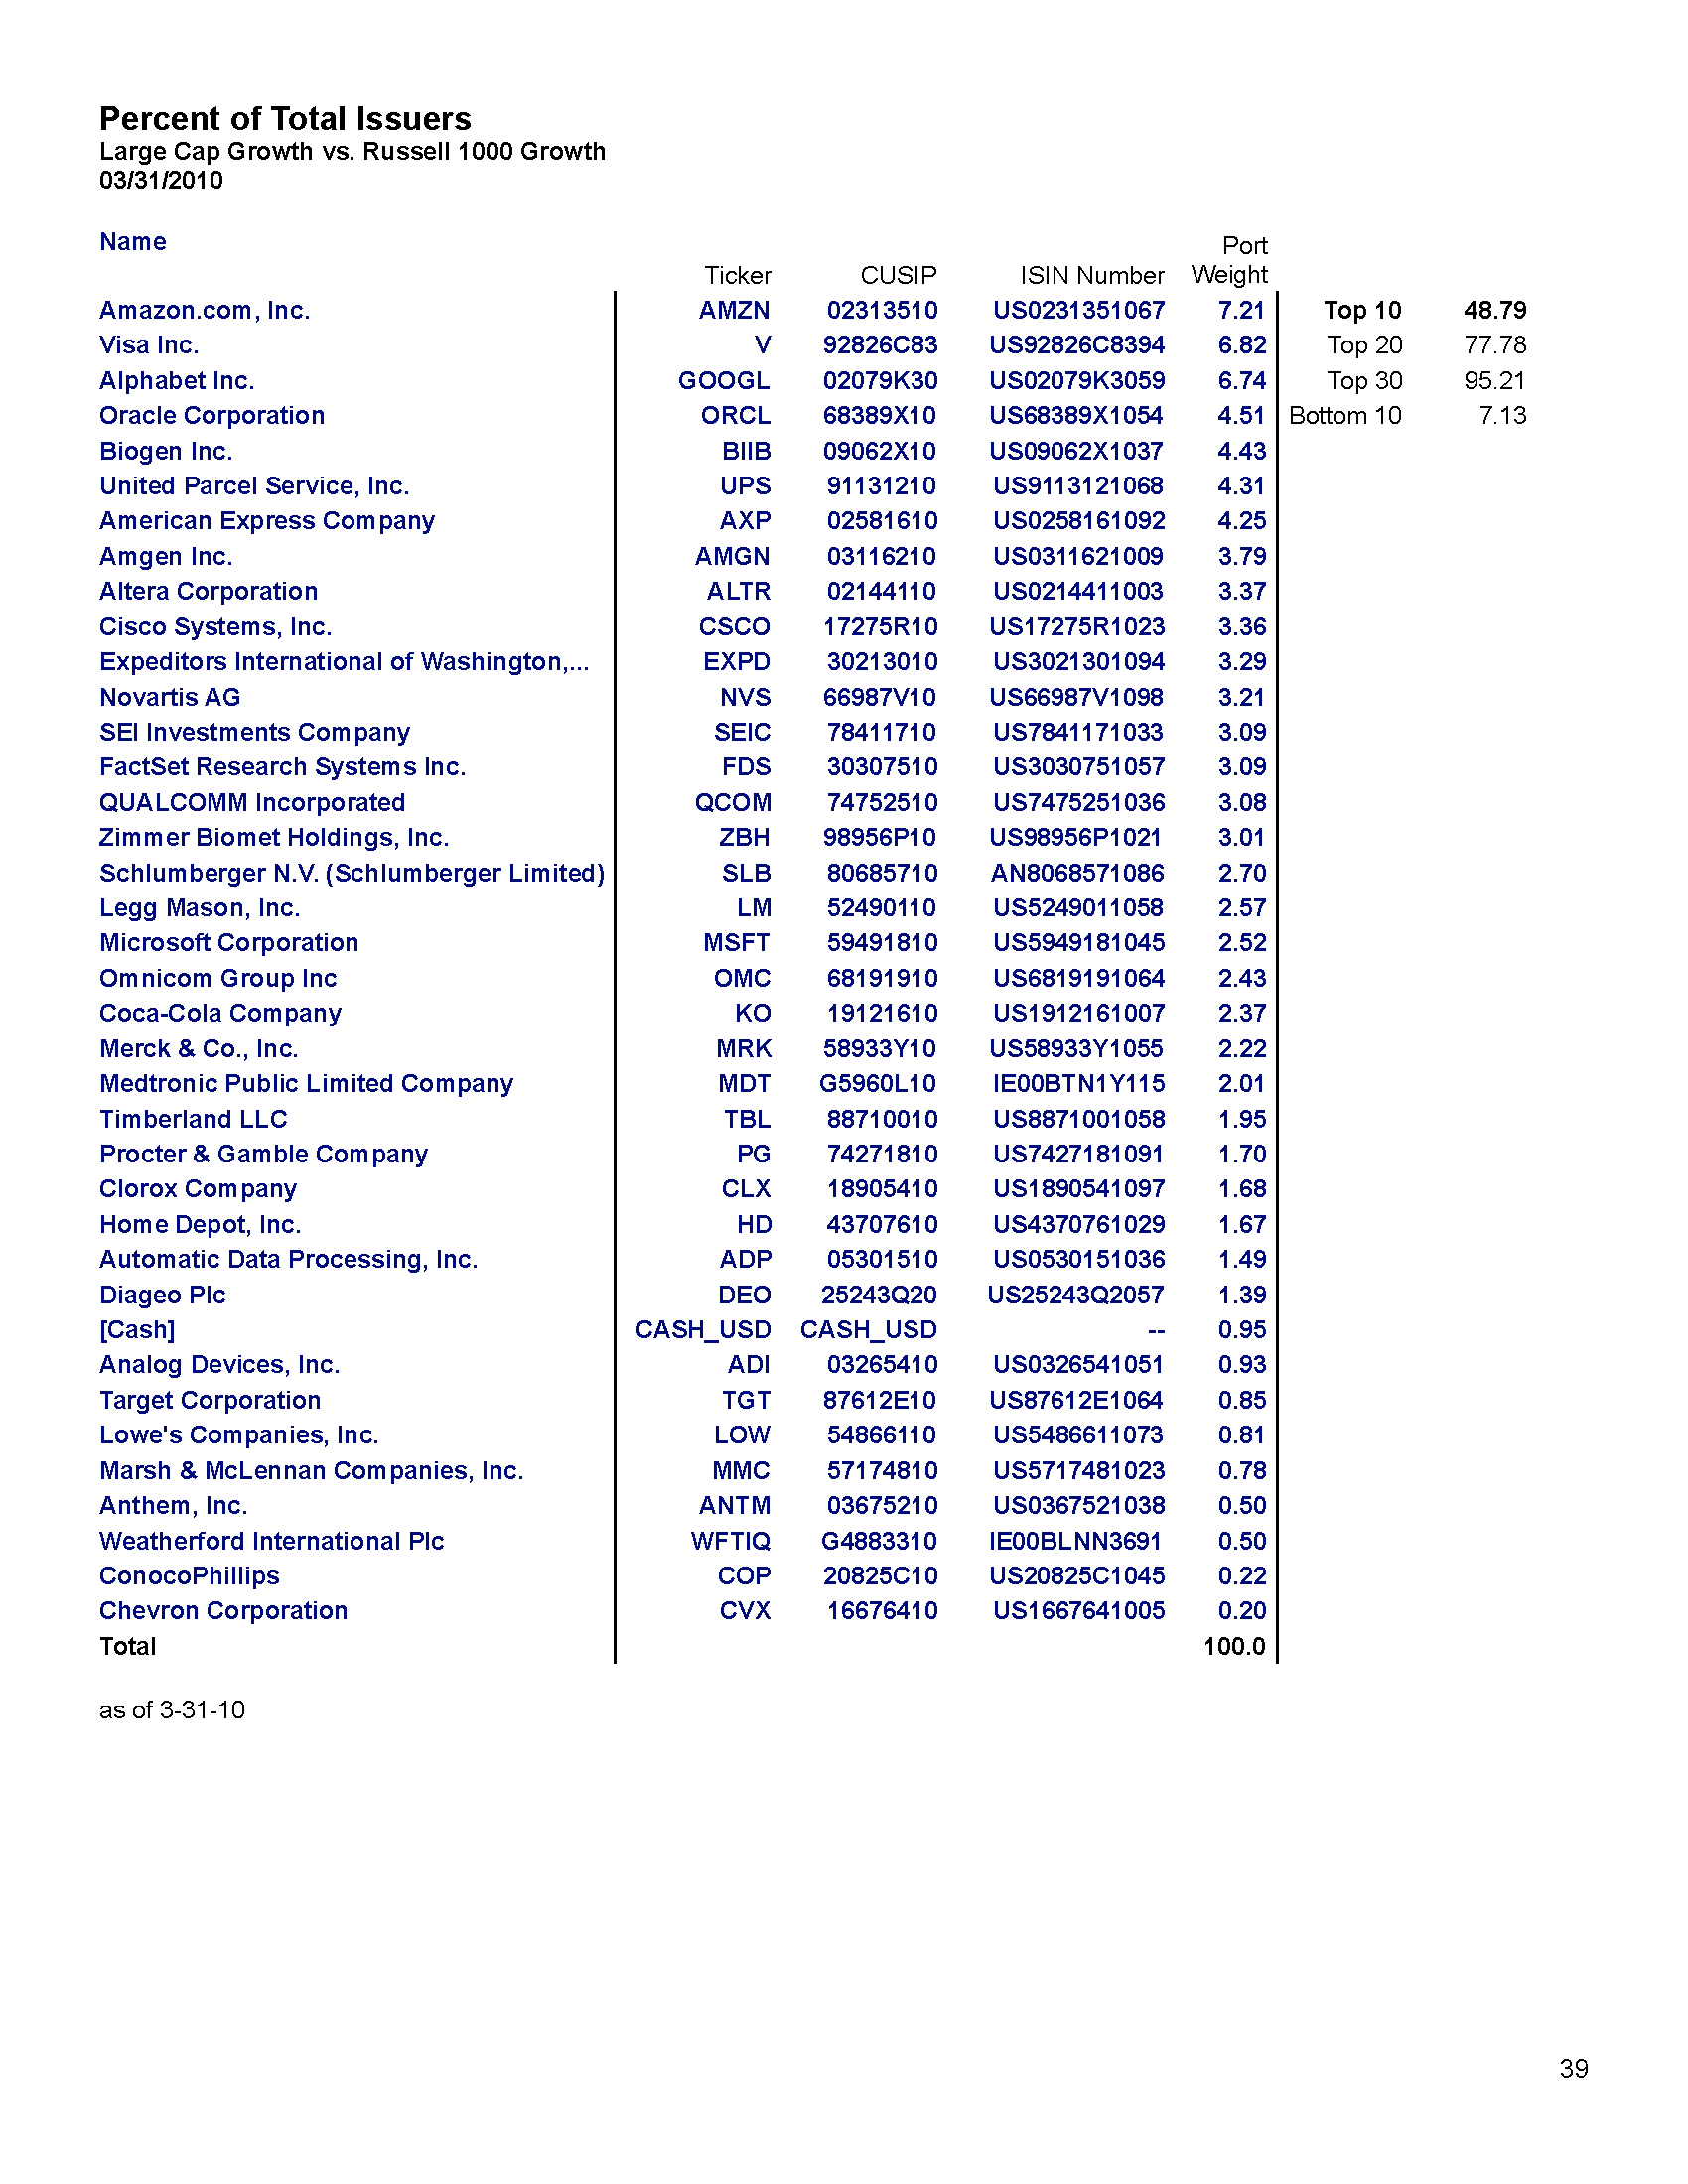 Percent of Total Issuers
Large Cap Growth vs. Russell 1000 Growth
03/31/2010
Name Ticker CUSIP ISIN Number Port Weight
Amazon.com, Inc. AMZN 02313510 US0231351067 7.21 Top 10 48.79
Visa Inc. V 92826C83 US92826C8394 6.82 Top 20 77.78
Alphabet Inc. GOOGL 02079K30 US02079K3059 6.74 Top 30 95.21
Oracle Corporation ORCL 68389X10 US68389X1054 4.51 Bottom 10 7.13
Biogen Inc. BIIB 09062X10 US09062X1037 4.43
United Parcel Service, Inc. UPS 91131210 US9113121068 4.31
American Express Company AXP 02581610 US0258161092 4.25
Amgen Inc. AMGN 03116210 US0311621009 3.79
Altera Corporation ALTR 02144110 US0214411003 3.37
Cisco Systems, Inc. CSCO 17275R10 US17275R1023 3.36
Expeditors International of Washington,... EXPD 30213010 US3021301094 3.29
Novartis AG NVS 66987V10 US66987V1098 3.21
SEI Investments Company SEIC 78411710 US7841171033 3.09
FactSet Research Systems Inc. FDS 30307510 US3030751057 3.09
QUALCOMM Incorporated QCOM 74752510 US7475251036 3.08
Zimmer Biomet Holdings, Inc. ZBH 98956P10 US98956P1021 3.01
Schlumberger N.V. (Schlumberger Limited) SLB 80685710 AN8068571086 2.70
Legg Mason, Inc. LM 52490110 US5249011058 2.57
Microsoft Corporation MSFT 59491810 US5949181045 2.52
Omnicom Group Inc OMC 68191910 US6819191064 2.43
Coca-Cola Company KO 19121610 US1912161007 2.37
Merck & Co., Inc. MRK 58933Y10 US58933Y1055 2.22
Medtronic Public Limited Company MDT G5960L10 IE00BTN1Y115 2.01
Timberland LLC TBL 88710010 US8871001058 1.95
Procter & Gamble Company PG 74271810 US7427181091 1.70
Clorox Company CLX 18905410 US1890541097 1.68
Home Depot, Inc. HD 43707610 US4370761029 1.67
Automatic Data Processing, Inc. ADP 05301510 US0530151036 1.49
Diageo Plc DEO 25243Q20 US25243Q2057 1.39
[Cash] CASH_USD CASH_USD -- 0.95
Analog Devices, Inc. ADI 03265410 US0326541051 0.93
Target Corporation TGT 87612E10 US87612E1064 0.85
Lowe's Companies, Inc. LOW 54866110 US5486611073 0.81
Marsh & McLennan Companies, Inc. MMC 57174810 US5717481023 0.78
Anthem, Inc. ANTM 03675210 US0367521038 0.50
Weatherford International Plc WFTIQ G4883310 IE00BLNN3691 0.50
ConocoPhillips COP 20825C10 US20825C1045 0.22
Chevron Corporation CVX 16676410 US1667641005 0.20
Total 100.0
as of 3-31-10
39